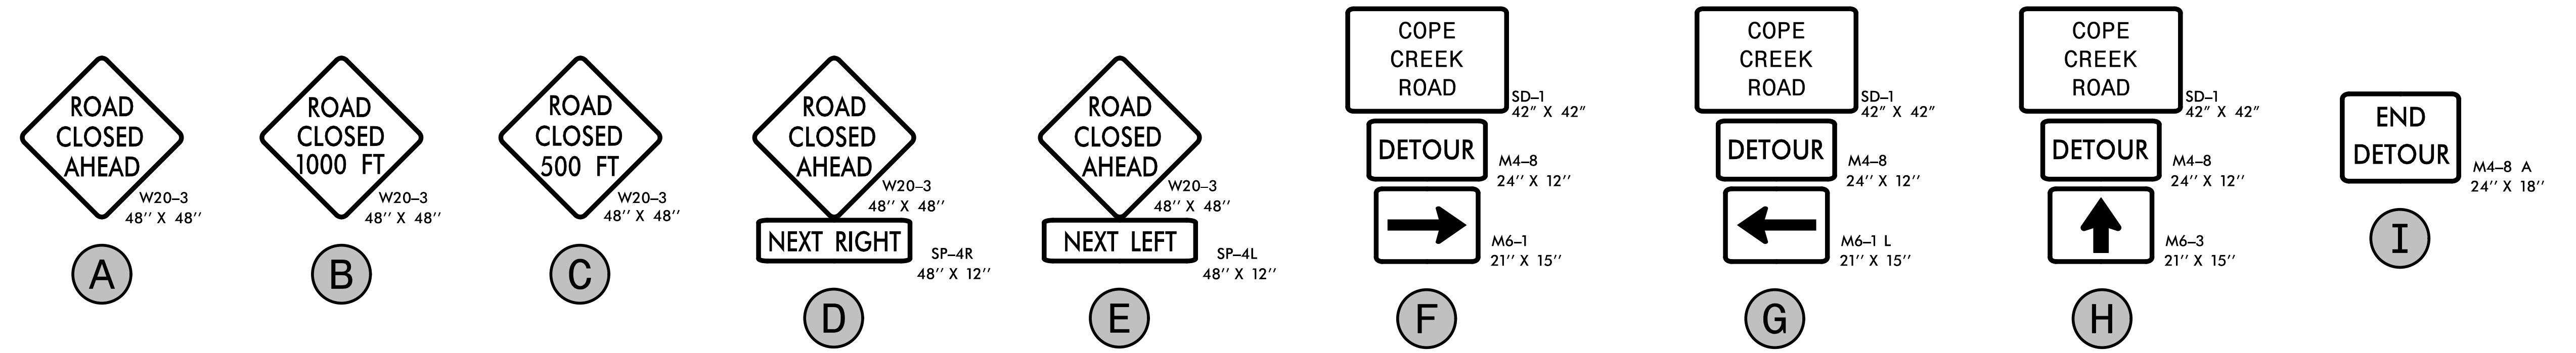 ROAD
CLOSED
AHEAD
W20–3
48’’ X 48’’
A
ROAD
CLOSED
1000 FT
W20–3
48’’ X 48’’
B
ROAD
CLOSED
500 FT
W20–3
48’’ X 48’’
C
ROAD
CLOSED
AHEAD
W20–3
48’’ X 48’’
NEXT RIGHT
SP–4R
48’’ X 12’’
D
ROAD
CLOSED
AHEAD
W20–3
48’’ X 48’’
NEXT LEFT
SP–4L
48’’ X 12’’
E
COPE
CREEK
ROAD
SD–1
42” X 42”
DETOUR
M4–8
24’’ X 12’’
M6–1
21’’ X 15’’
F
COPE
CREEK
ROAD
SD–1
42” X 42”
DETOUR
M4–8
24’’ X 12’’
M6–1 L
21’’ X 15’’
G
COPE
CREEK
ROAD
SD–1
42” X 42”
DETOUR
M4–8
24’’ X 12’’
M6–3
21’’ X 15’’
H
END
DETOUR
M4–8 A
24’’ X 18’’
I